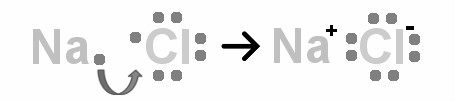 Na Cl → Na+ Cl-